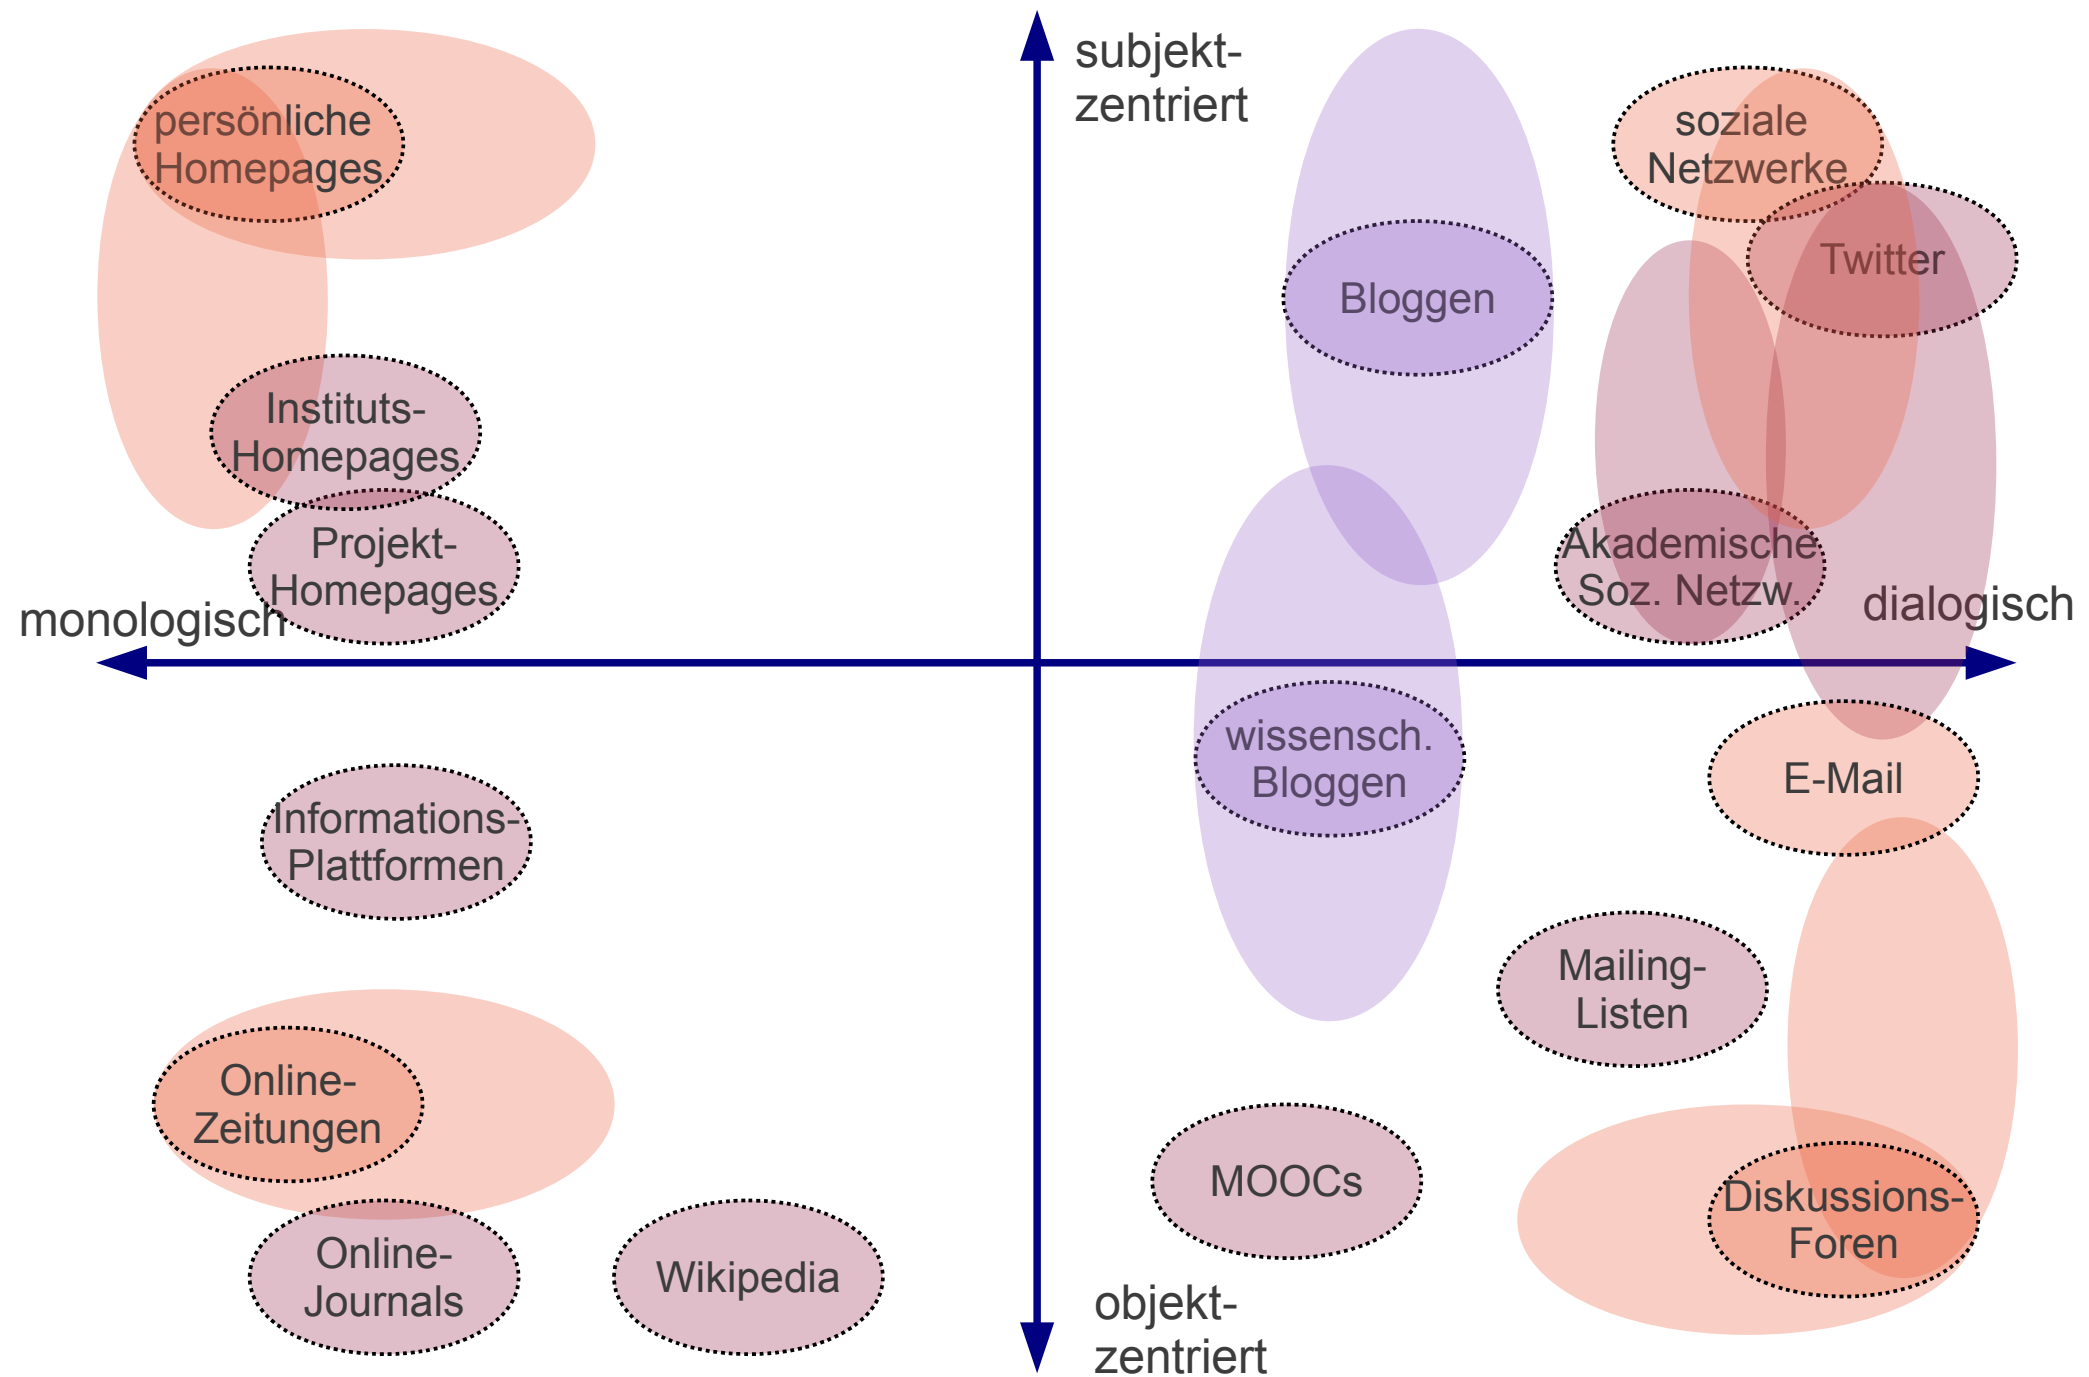 subjekt-
zentriert
persönliche
Homepages
soziale
Netzwerke
Twitter
Bloggen
Instituts-
Homepages
Projekt-
Homepages
Akademische
Soz. Netzw.
monologisch
dialogisch
wissensch.
Bloggen
E-Mail
Informations-
Plattformen
Mailing-
Listen
Online-
Zeitungen
MOOCs
Diskussions-
Foren
Online-
Journals
Wikipedia
objekt-
zentriert